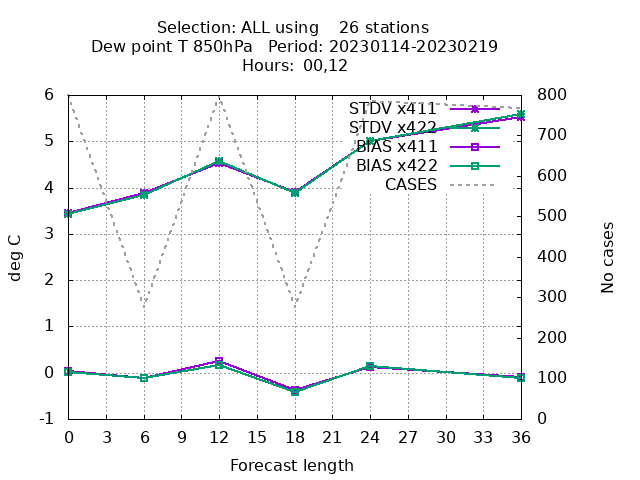 Selection: ALL using    26 stations
Dew point T 850hPa   Period: 20230114-20230219
Hours:  00,12
6
5
4
3
2
1
0
-1
deg C
STDV x411
STDV x422
BIAS x411
BIAS x422
CASES
800
700
600
500
400
300
200
100
0
No cases
0 3 6 9 12 15 18 21 24 27 30 33 36
Forecast length